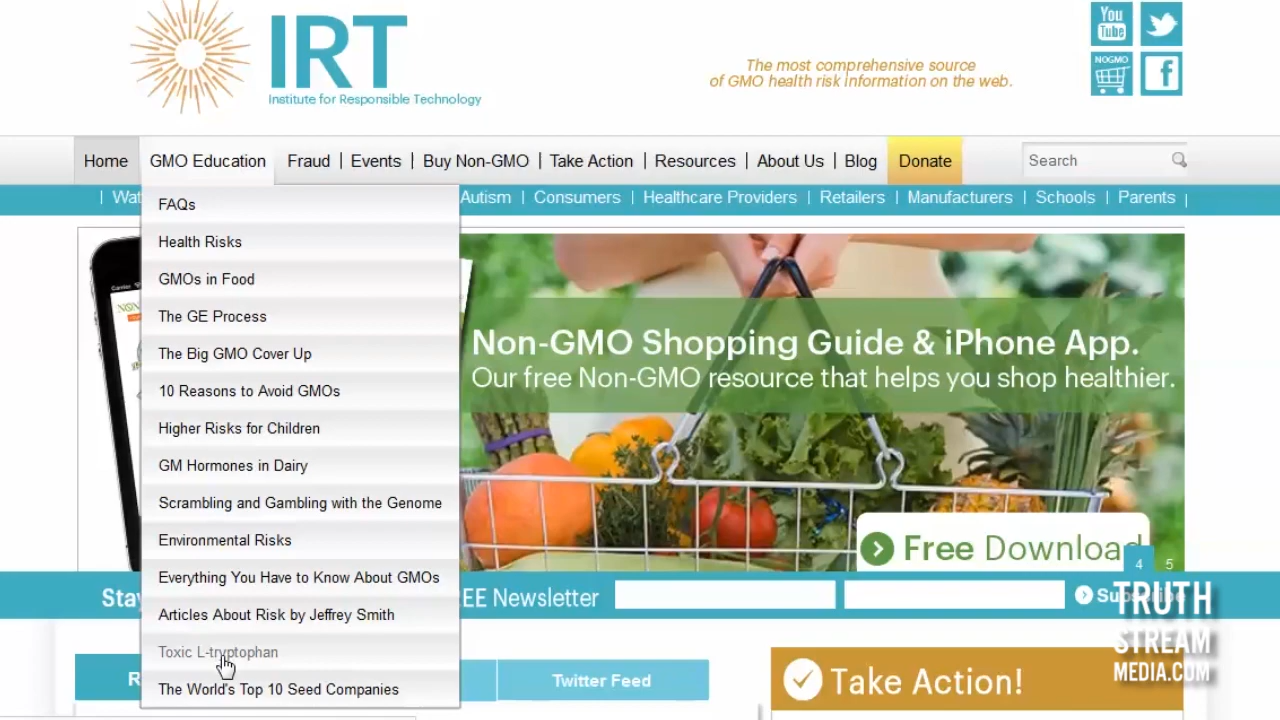 IRT
Institute for Responsible Technology
The most comprehensive source
of GMO health risk information on the web.
You
Tube
NOGMO
Home
GMO Education
Fraud | Events | Buy Non-GMO | Take Action | Resources | About Us | Blog
Donate
Search
Autism | Consumers | Healthcare Providers | Retailers | Manufacturers | Schools | Parents |
FAQs
Health Risks
GMOs in Food
The GE Process
The Big GMO Cover Up
10 Reasons to Avoid GMOs
Higher Risks for Children
GM Hormones in Dairy
Scrambling and Gambling with the Genome
Environmental Risks
Everything You Have to Know About GMOs
Articles About Risk by Jeffrey Smith
Toxic L-tryptophan
The World's Top 10 Seed Companies
Non-GMO Shopping Guide & iPhone App.
Our free Non-GMO resource that helps you shop healthier.
Free Download
4 5
Newsletter
TRUTH
STREAM
MEDIA.COM
Twitter Feed
Take Action!